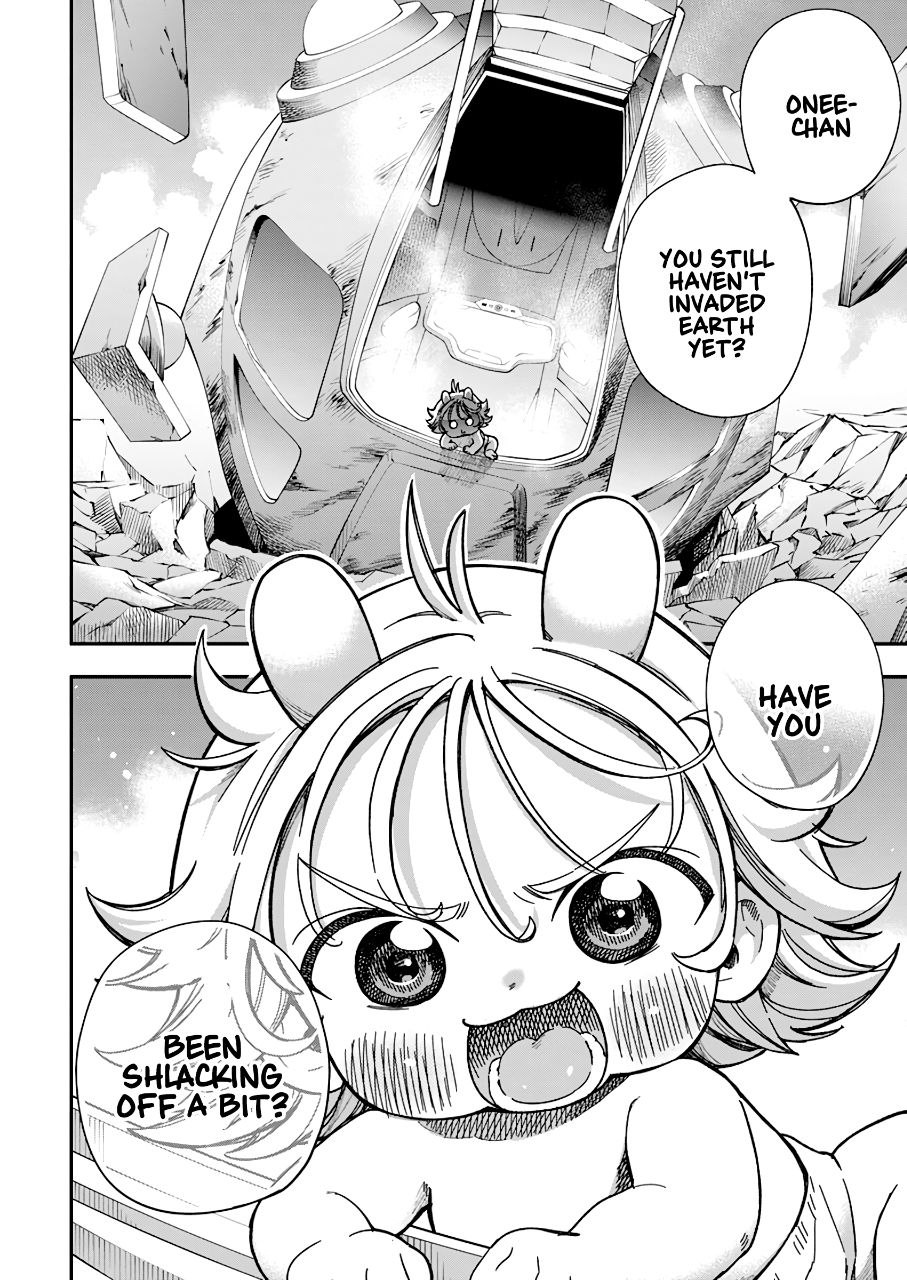 ONEE-
CHAN
YOU STILL
HAVEN'T
INVADED
EARTH
YET?
HAVE
YOU
BEEN
SHLACKING
OFF A BIT?